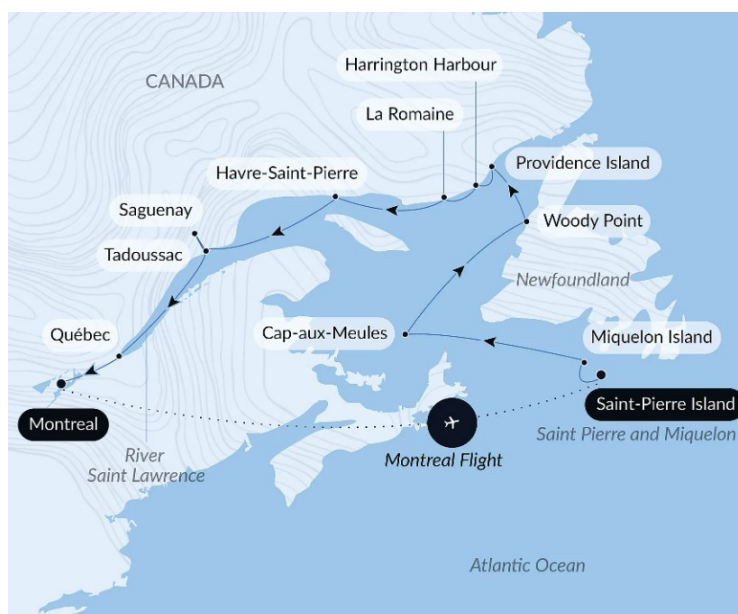 Harrington Harbour
CANADA
La Romaine
Providence Island
Havre-Saint-Pierre
Saguenay
Woody Point
Tadoussac
Newfoundland
Québec
Cap-aux-Meules
Miquelon Island
Saint-Pierre Island
Montreal
Saint Pierre and Miquelon
River
Saint Lawrence
Montreal Flight
Atlantic Ocean